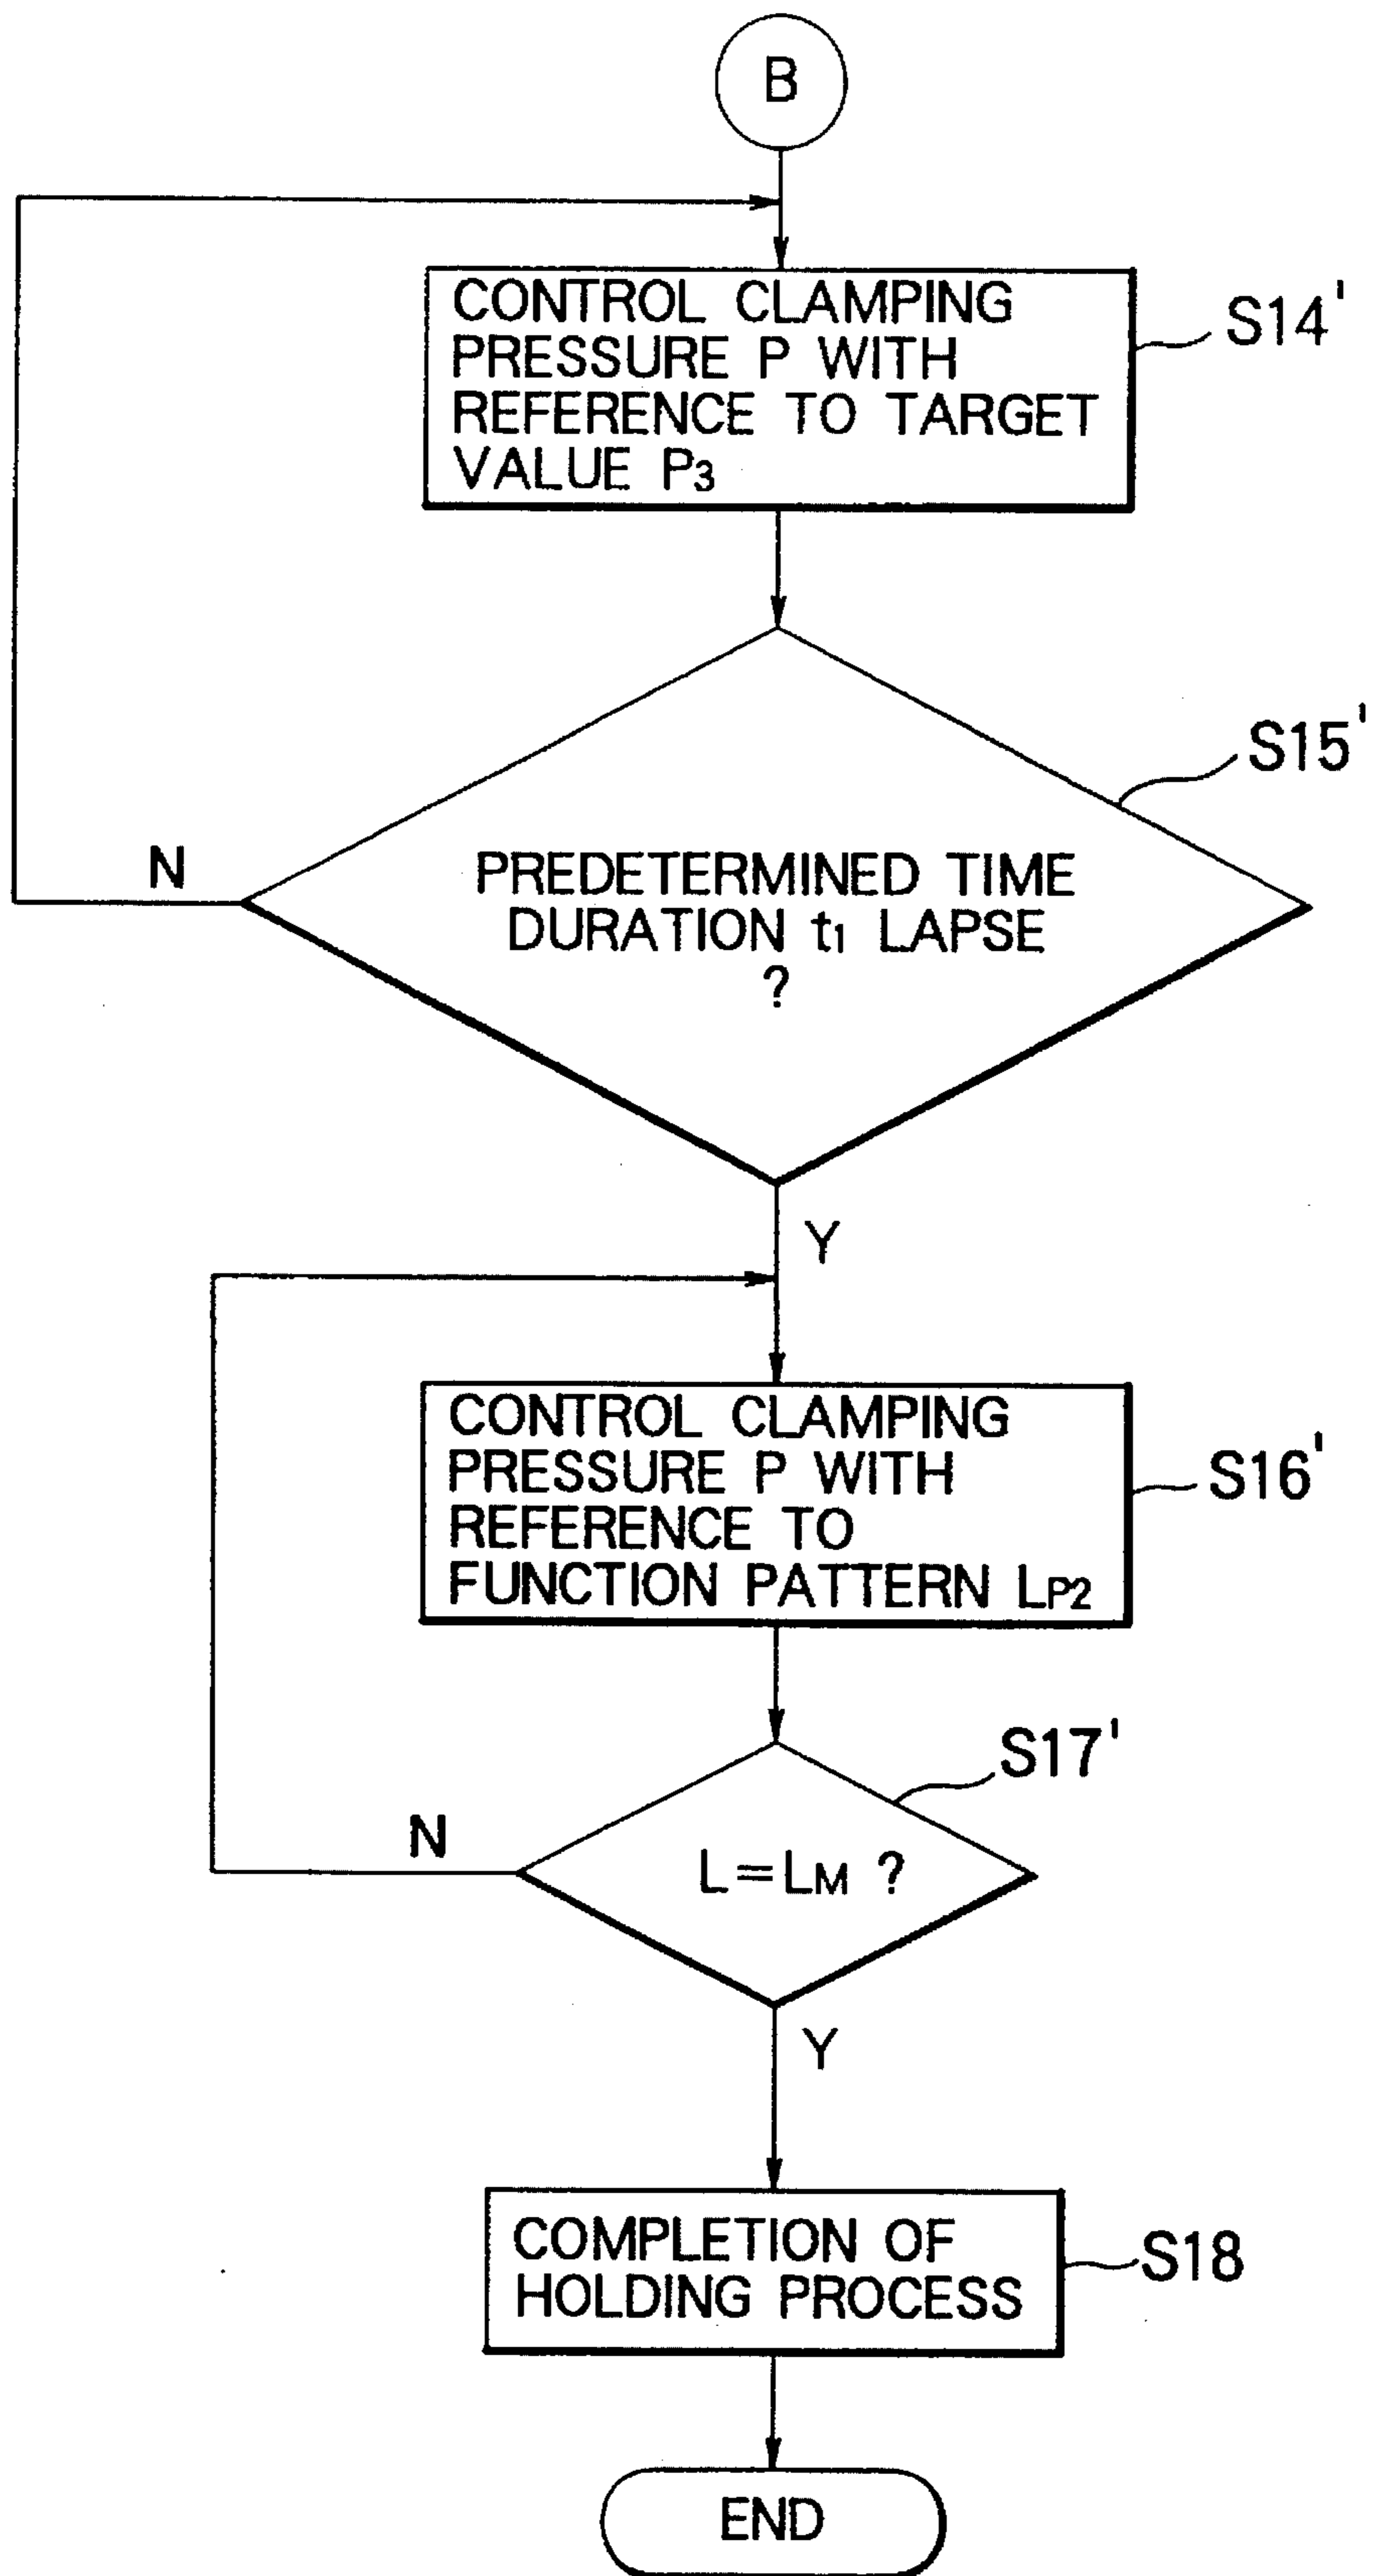 B
CONTROL CLAMPING
PRESSURE P WITH
REFERENCE TO TARGET
VALUE P3
S14'
S15'
N
PREDETERMINED TIME
DURATION t1 LAPSE
?
Y
CONTROL CLAMPING
PRESSURE P WITH
REFERENCE TO
FUNCTION PATTERN LP2
S16'
S17'
N
L=LM ?
Y
COMPLETION OF
HOLDING PROCESS
S18
END